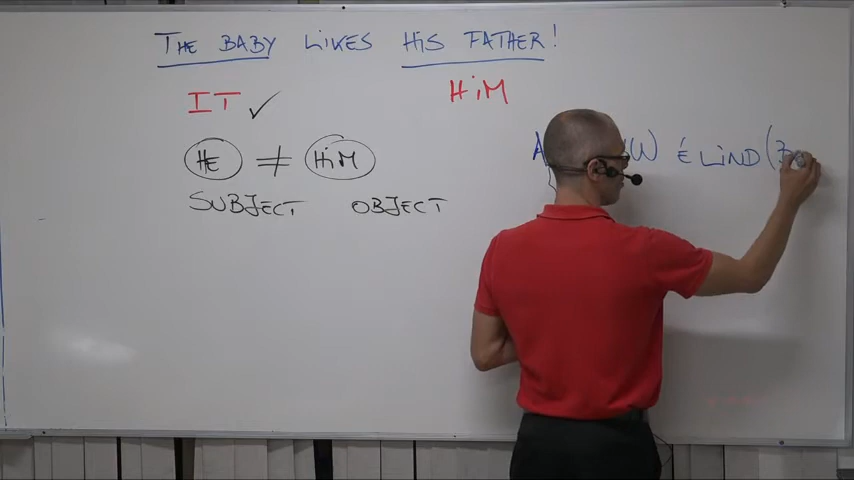 THE BABY LIKES HIS FATHER!
IT ✓ HIM
HE ≠ HIM
SUBJECT OBJECT
É LIND(